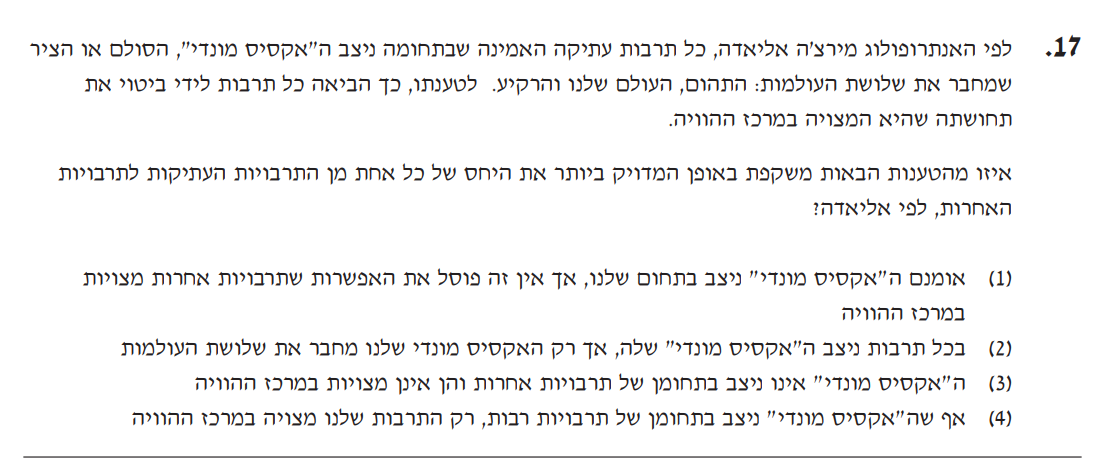 17. לפי האנתרופולוג מירצ'ה אליאדה, כל תרבות עתיקה האמינה שבתחומה ניצב ה"אקסיס מונדי", הסולם או הציר
שמחבר את שלושת העולמות: התהום, העולם שלנו והרקיע. לטענתו, כך הביאה כל תרבות לידי ביטוי את
תחושתה שהיא המצויה במרכז ההוויה.
איזו מהטענות הבאות משקפת באופן המדויק ביותר את היחס של כל אחת מן התרבויות העתיקות לתרבויות
האחרות, לפי אליאדה?
(1) אומנם ה"אקסיס מונדי" ניצב בתחום שלנו, אך אין זה פוסל את האפשרות שתרבויות אחרות מצויות
במרכז ההוויה
(2) בכל תרבות ניצב ה"אקסיס מונדי" שלה, אך רק האקסיס מונדי שלנו מחבר את שלושת העולמות
(3) ה"אקסיס מונדי" אינו ניצב בתחומן של תרבויות אחרות והן אינן מצויות במרכז ההוויה
(4) אף שה"אקסיס מונדי" ניצב בתחומן של תרבויות רבות, רק התרבות שלנו מצויה במרכז ההוויה